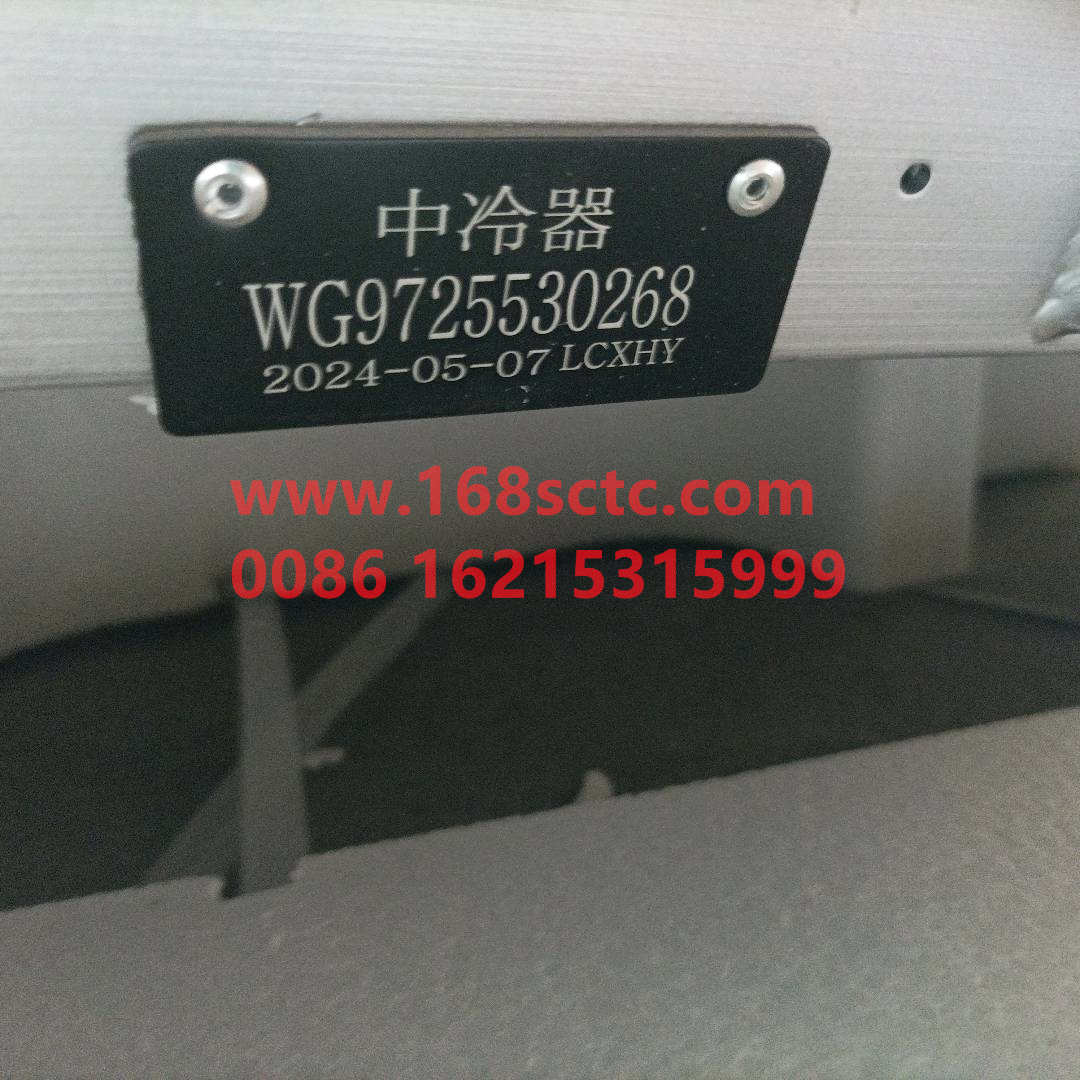 中冷器
WG9725530268
2024-05-07 LCXHY
www.168sctc.com
0086 16215315999